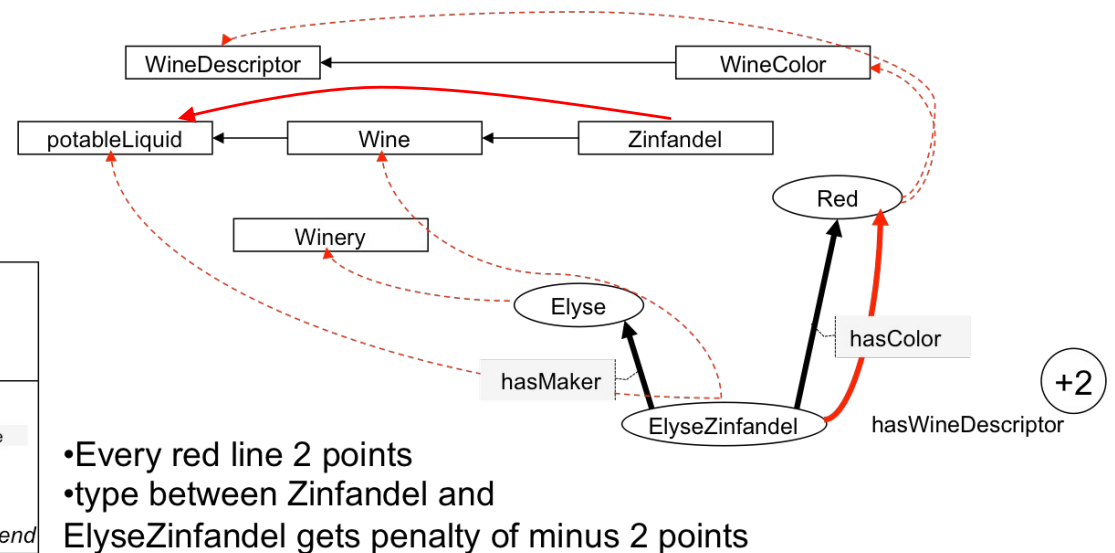 WineDescriptor
WineColor
potableLiquid
Wine
Zinfandel
Red
Winery
Elyse
hasColor
hasMaker
+2
ElyseZinfandel
hasWineDescriptor
e
•Every red line 2 points
•type between Zinfandel and
end
ElyseZinfandel gets penalty of minus 2 points